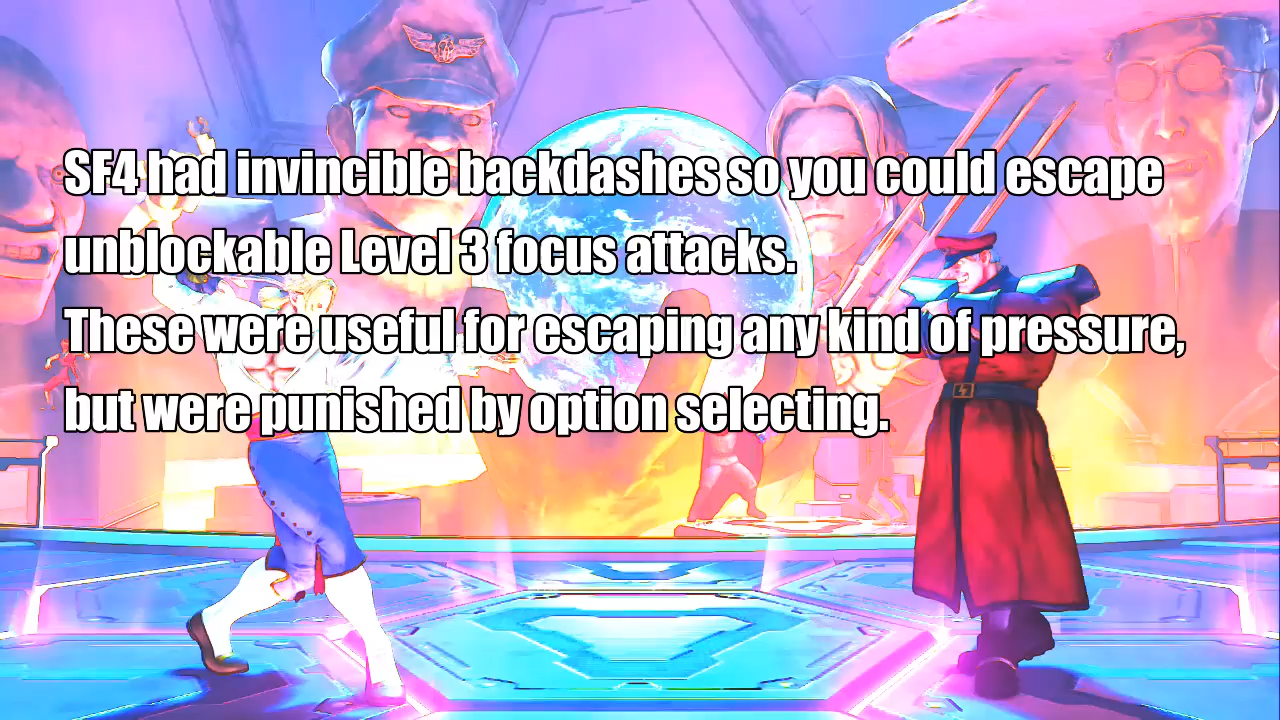 SF4 had invincible backdashes so you could escape
unblockable Level 3 focus attacks.
These were useful for escaping any kind of pressure,
but were punished by option selecting.